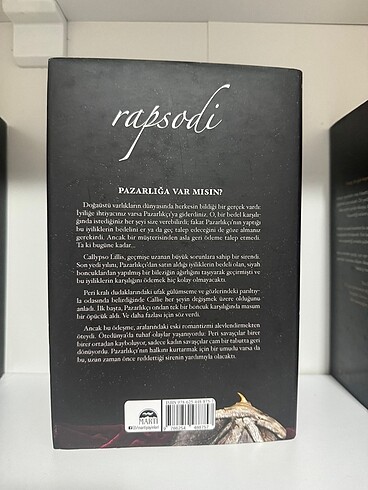 rapsodi
PAZARLIĞA VAR MISIN?
Doğaüstü varlıkların dünyasında herkesin bildiği bir gerçek vardı:
İyiliğe ihtiyacınız varsa Pazarlıkçı'ya giderdiniz. O, bir bedel karşılı-
ğında istediğiniz her şeyi size verebilirdi; fakat Pazarlıkçı'nın yaptığı
bu iyiliklerin bedelini er ya da geç talep edeceğini de göze almanız
gerekirdi. Ancak bir müşterisinden asla geri ödeme talep etmedi.
Ta ki bugüne kadar...
Callypso Lillis, geçmişe uzanan büyük sorunlara sahip bir sirendi.
Son yedi yılını, Pazarlıkçı'dan satın aldığı iyiliklerin bedeli olan, siyah
boncuklardan yapılmış bir bileziğin ağırlığını taşıyarak geçirmişti ve
bu iyiliklerin karşılığını ödemek hiç kolay olmayacaktı.
Peri kralı dudaklarındaki ufak gülümseme ve gözlerindeki parıltıy-
la odasında belirdiğinde Callie her şeyin değişmek üzere olduğunu
anladı. İlk başta, Pazarlıkçı ondan tek bir boncuk karşılığında masum
bir öpücük aldı. Ve daha fazlası için söz verdi.
Ancak bu ödeşme, aralarındaki eski romantizmi alevlendirmekten
öteydi. Ötedünya'da tuhaf olaylar yaşanıyordu: Peri savaşçılar birer
birer ortadan kayboluyor, sadece kadın savaşçılar cam bir tabutta geri
dönüyordu. Pazarlıkçı'nın halkını kurtarmak için bir umudu varsa da
bu, uzun zaman önce reddettiği sirenin yardımıyla olacaktı.
MARTI